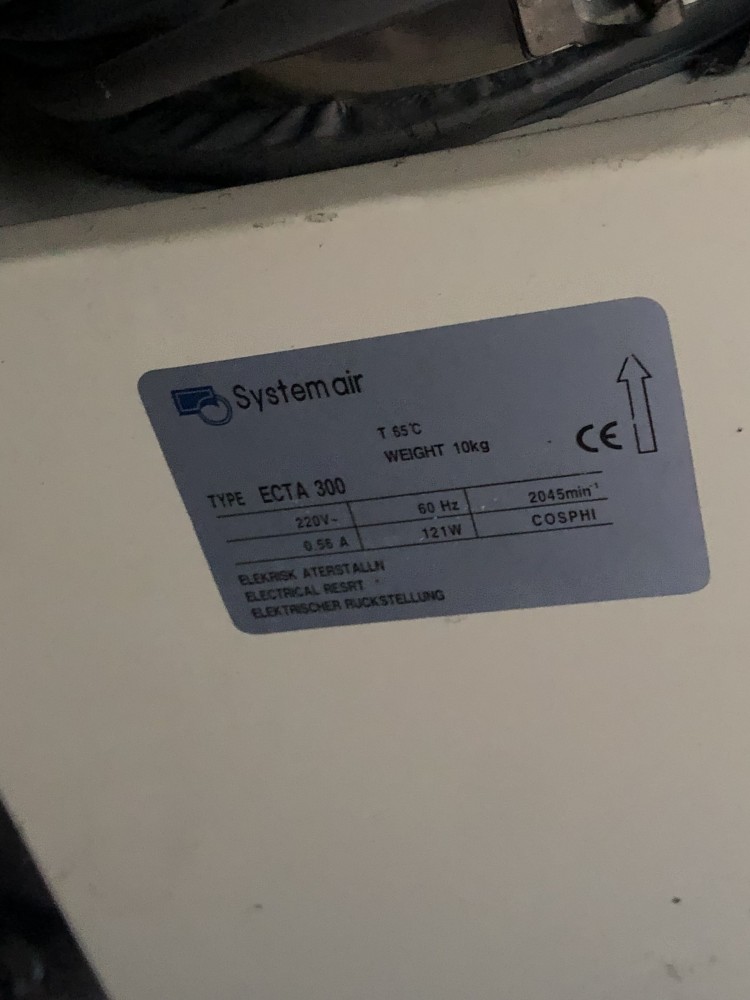 Systemair
T 65℃
WEIGHT 10kg
CE
TYPE ECTA 300
220V~ 60 Hz 2045min⁻¹
0.56 A 121W COSPHI
ELEKRISK ATERSTALLN
ELECTRICAL RESRT
ELEKTRISCHER RUCKSTELLUNG